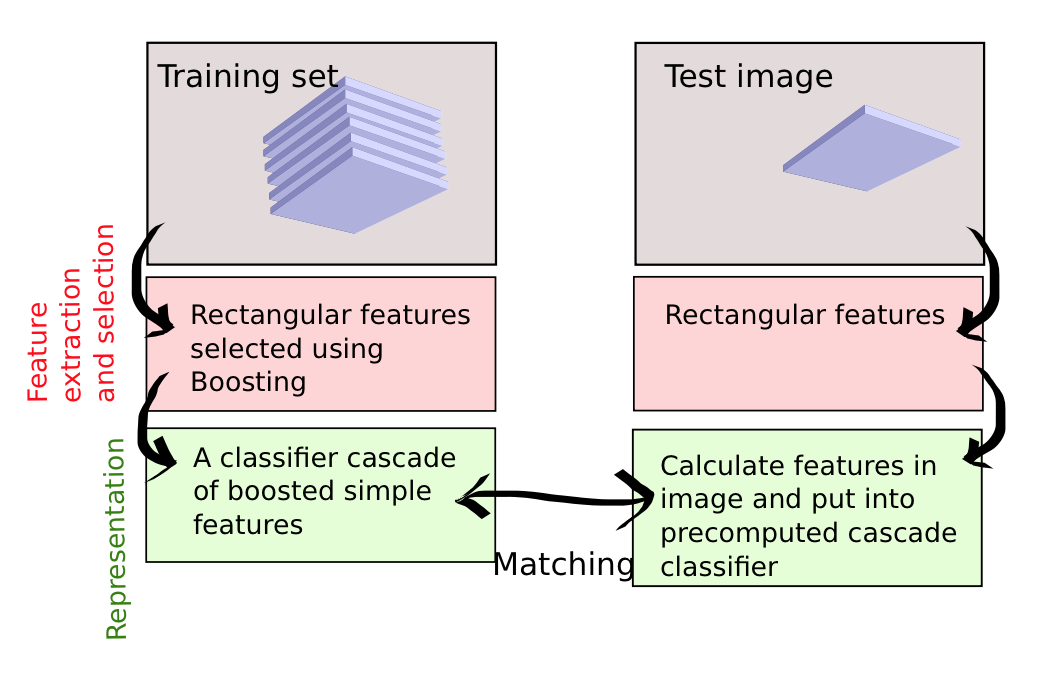 Training set
Test image
Feature
extraction
and selection
Rectangular features
selected using
Boosting
Rectangular features
Representation
A classifier cascade
of boosted simple
features
Matching
Calculate features in
image and put into
precomputed cascade
classifier